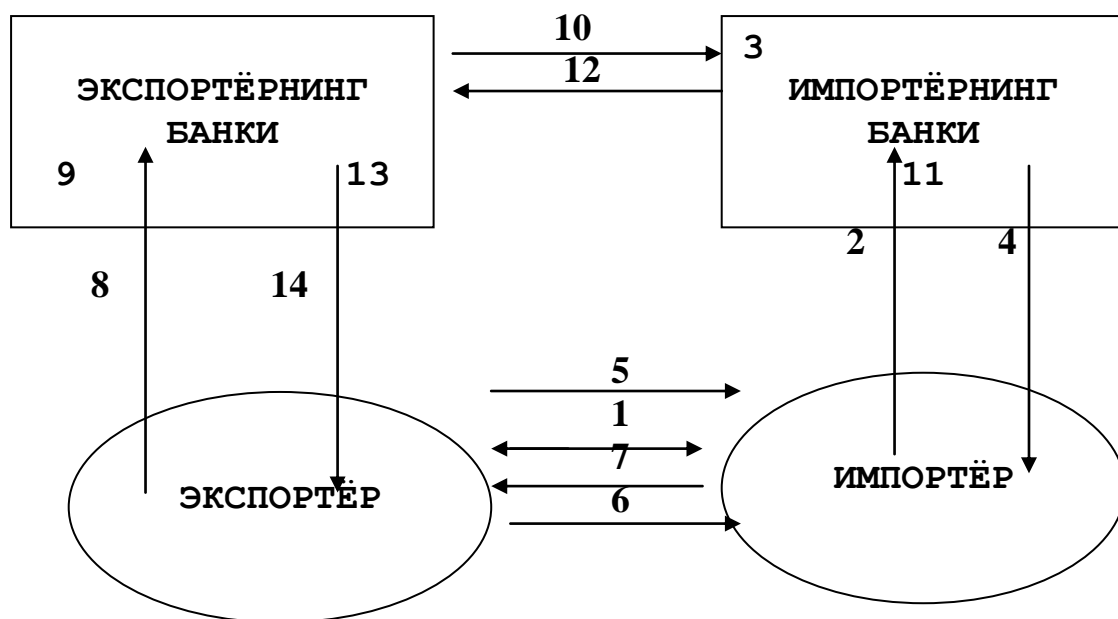 10
3
12
ЭКСПОРТЁРНИНГ
БАНКИ
ИМПОРТЁРНИНГ
БАНКИ
9
13
11
2
4
8
14
5
1
7
6
ЭКСПОРТЁР
ИМПОРТЁР